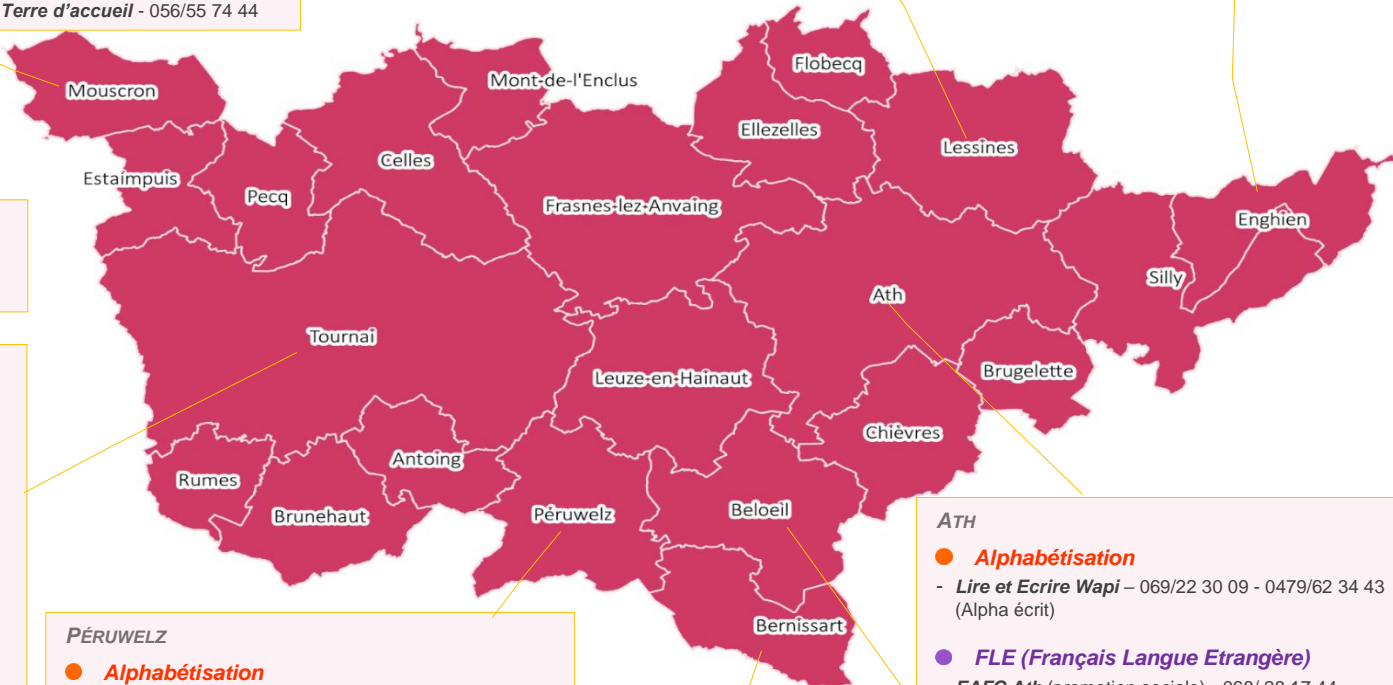 Terre d'accueil - 056/55 74 44
Mouscron
Mont-de-l'Enclus
Flobecq
Ellezelles
Lessines
Celles
Estaimpuis
Pecq
Frasnes-lez-Anvaing
Enghien
Silly
Ath
Tournai
Leuze-en-Hainaut
Brugelette
Chièvres
Antoing
Rumes
Brunehaut
Péruwelz
Beloeil
Bernissart
ATH
Alphabétisation
- Lire et Ecrire Wapi – 069/22 30 09 - 0479/62 34 43
(Alpha écrit)
FLE (Français Langue Etrangère)
PÉRUWELZ
Alphabétisation